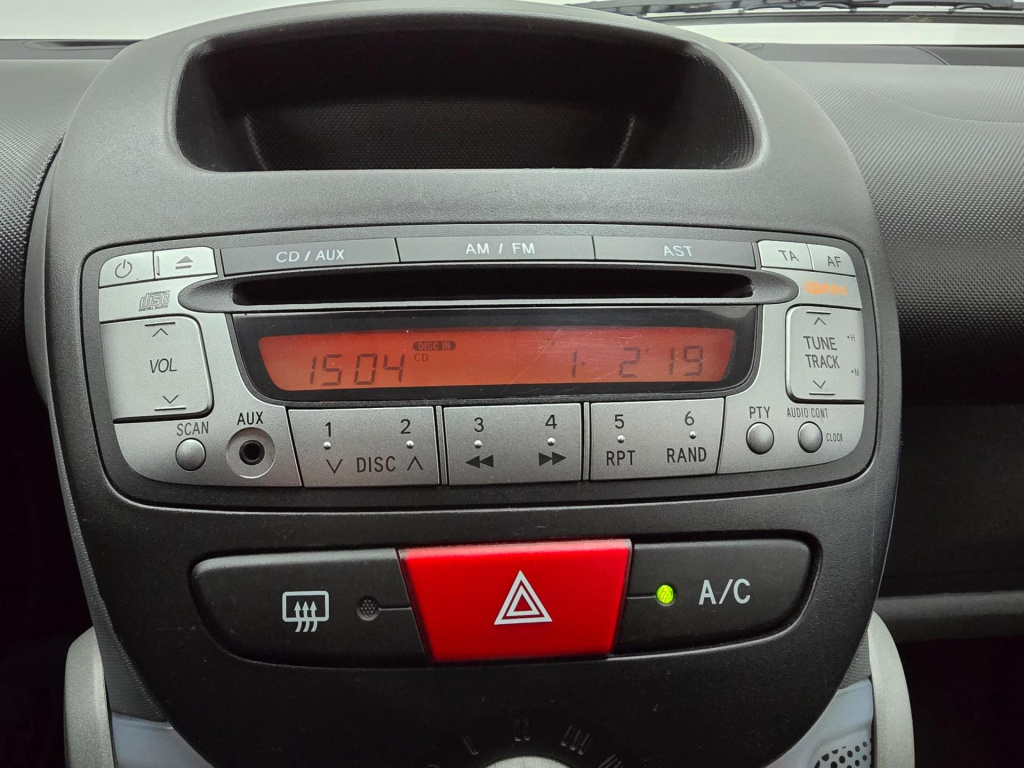 CD / AUX AM / FM AST TA AF
disc
DISC IN
CD
1504 1· 2'19
VOL
TUNE
TRACK
•H
•M
SCAN
AUX
1 2 3 4 5 6
DISC
RPT RAND
PTY
AUDIO CONT
CLOCK
A/C